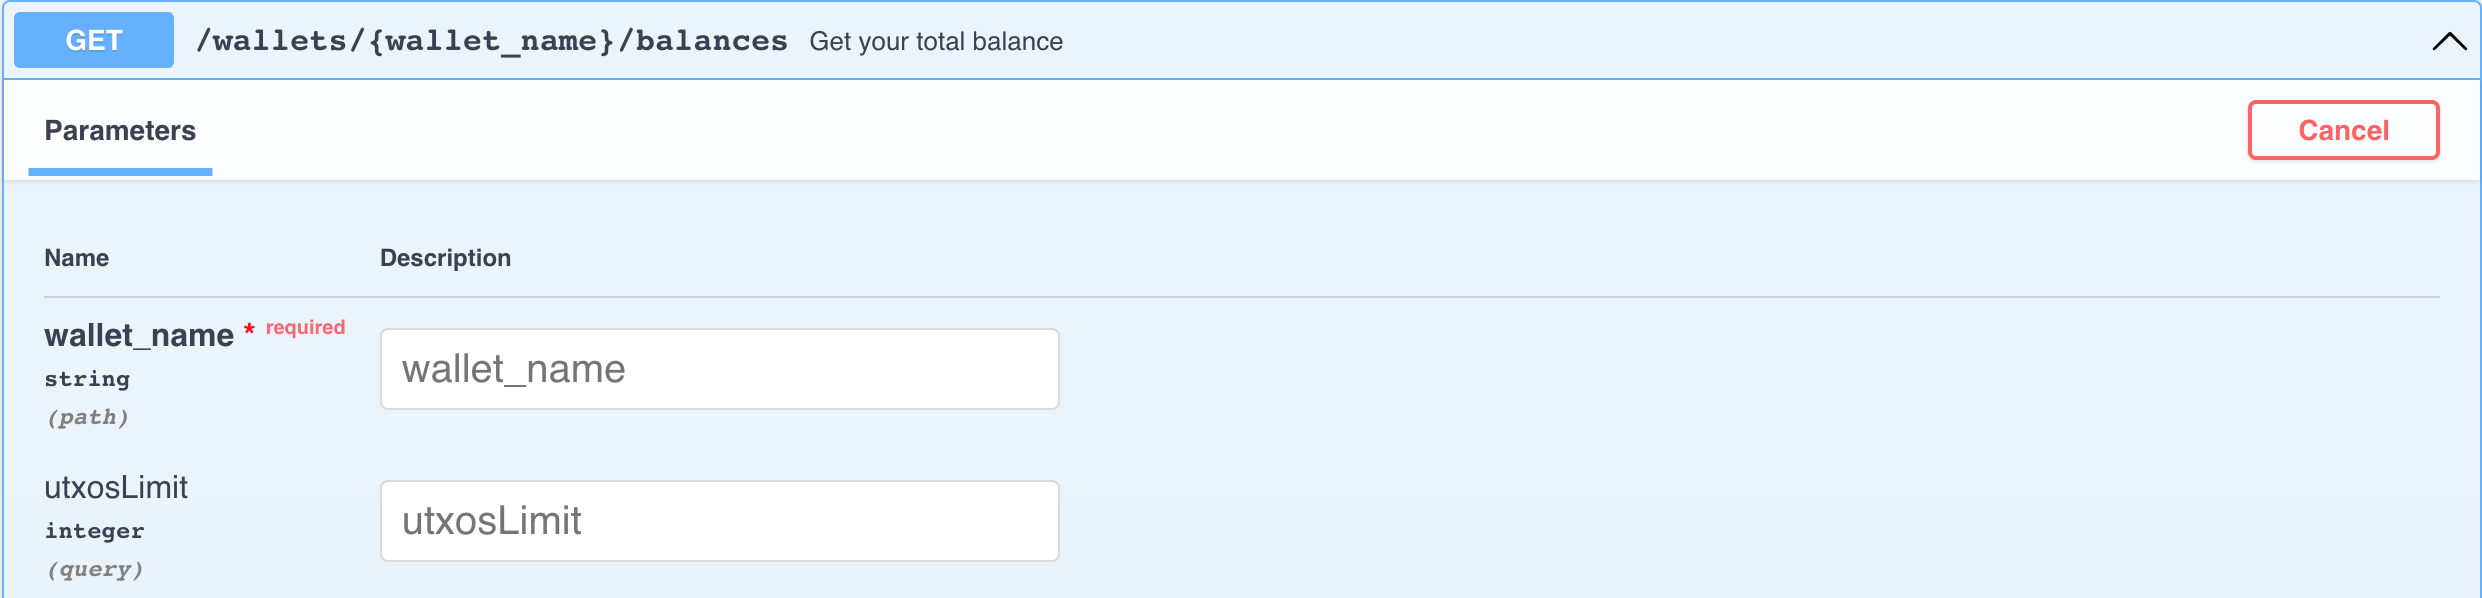 GET /wallets/{wallet_name}/balances Get your total balance
Parameters Cancel
Name Description
wallet_name * required
wallet_name
string
(path)
utxosLimit
utxosLimit
integer
(query)